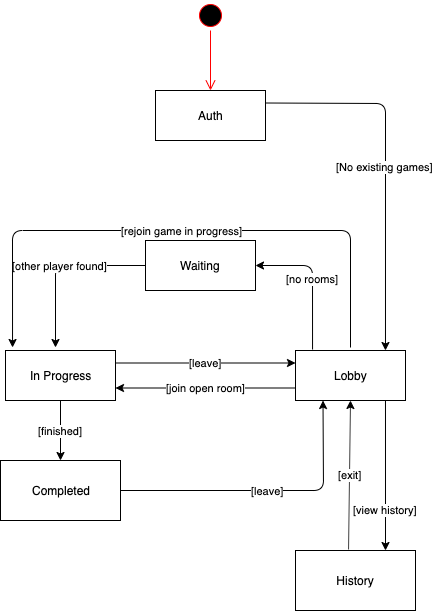 Auth
[No existing games]
[rejoin game in progress]
[other player found]
Waiting
[no rooms]
In Progress
[leave]
[join open room]
Lobby
[finished]
[exit]
Completed
[leave]
[view history]
History